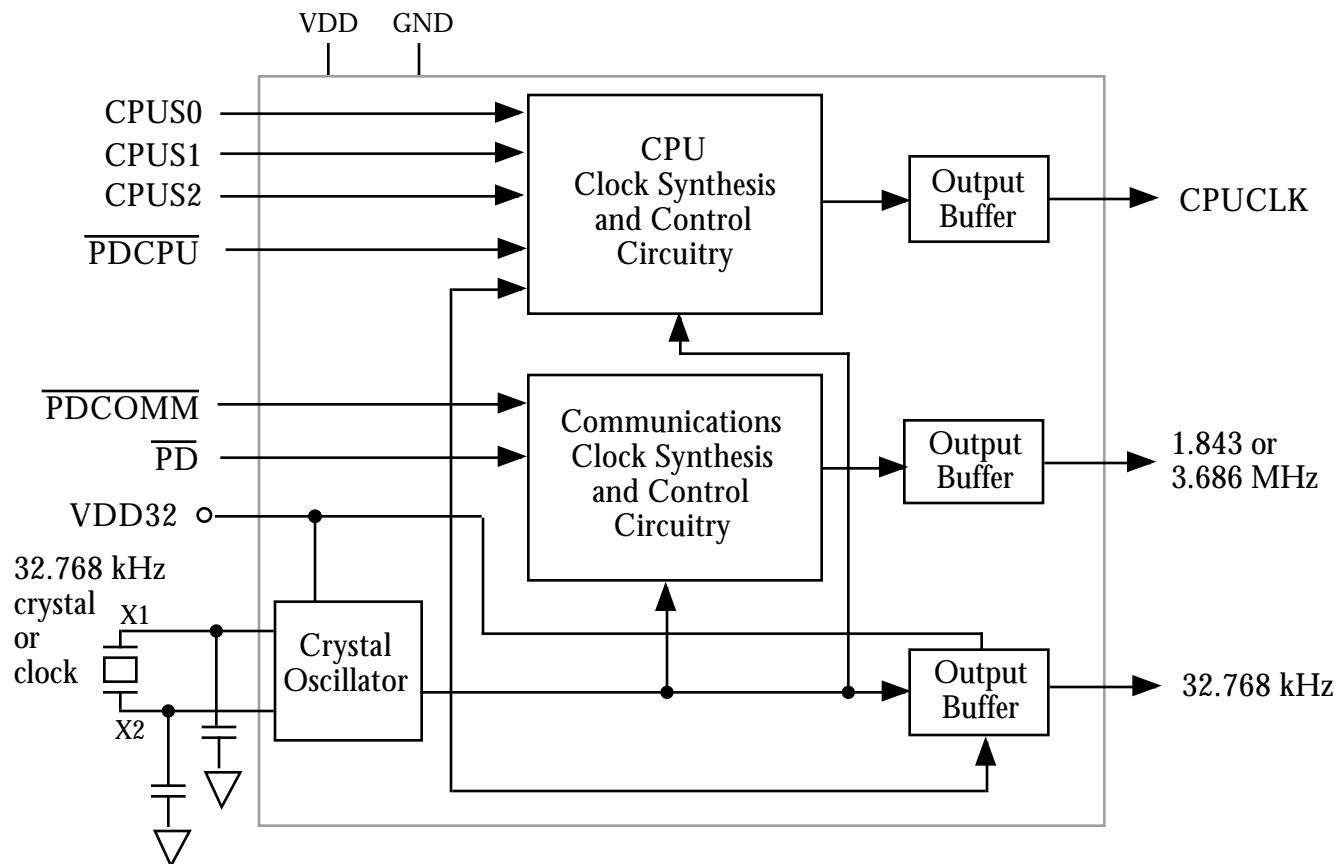 VDD
GND
CPUS0
CPUS1
CPUS2
PDCPU
CPU
Clock Synthesis
and Control
Circuitry
Output
Buffer
CPUCLK
PDCOMM
PD
Communications
Clock Synthesis
and Control
Circuitry
Output
Buffer
1.843 or
3.686 MHz
VDD32
32.768 kHz
crystal
or
clock
X1
X2
Crystal
Oscillator
Output
Buffer
32.768 kHz